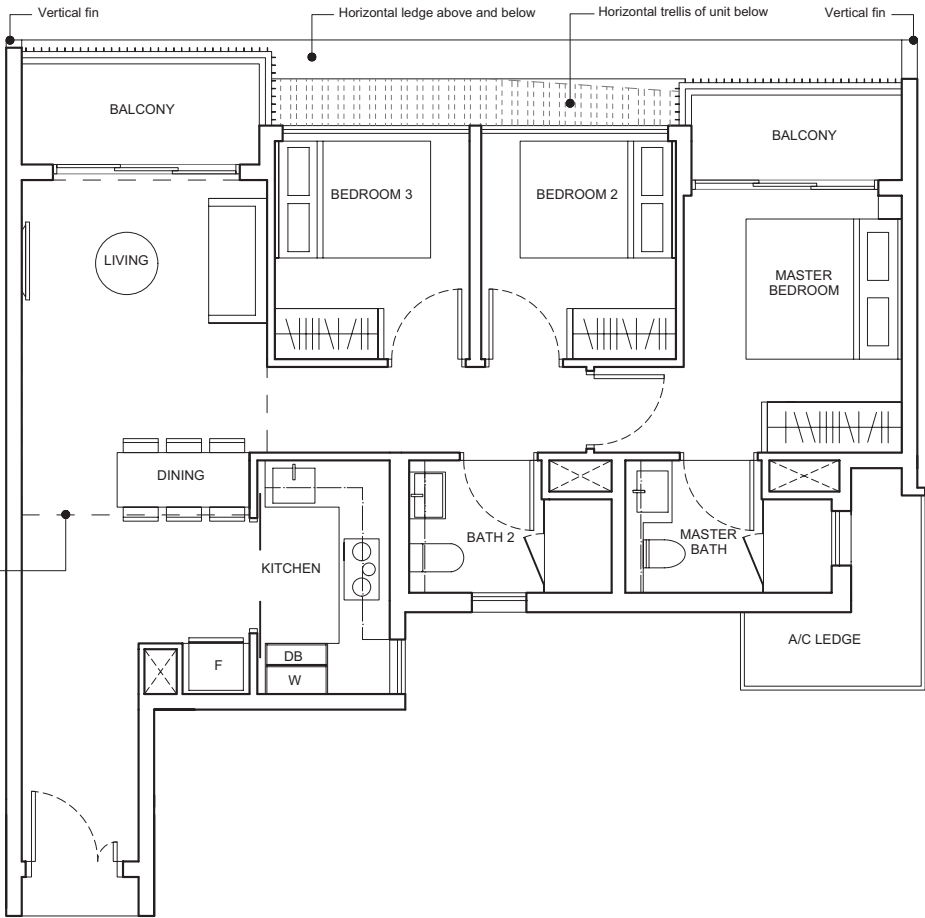 Vertical fin
Horizontal ledge above and below
Horizontal trellis of unit below
Vertical fin
BALCONY
BALCONY
BEDROOM 3
BEDROOM 2
LIVING
MASTER
BEDROOM
DINING
KITCHEN
BATH 2
MASTER
BATH
A/C LEDGE
F
DB
W